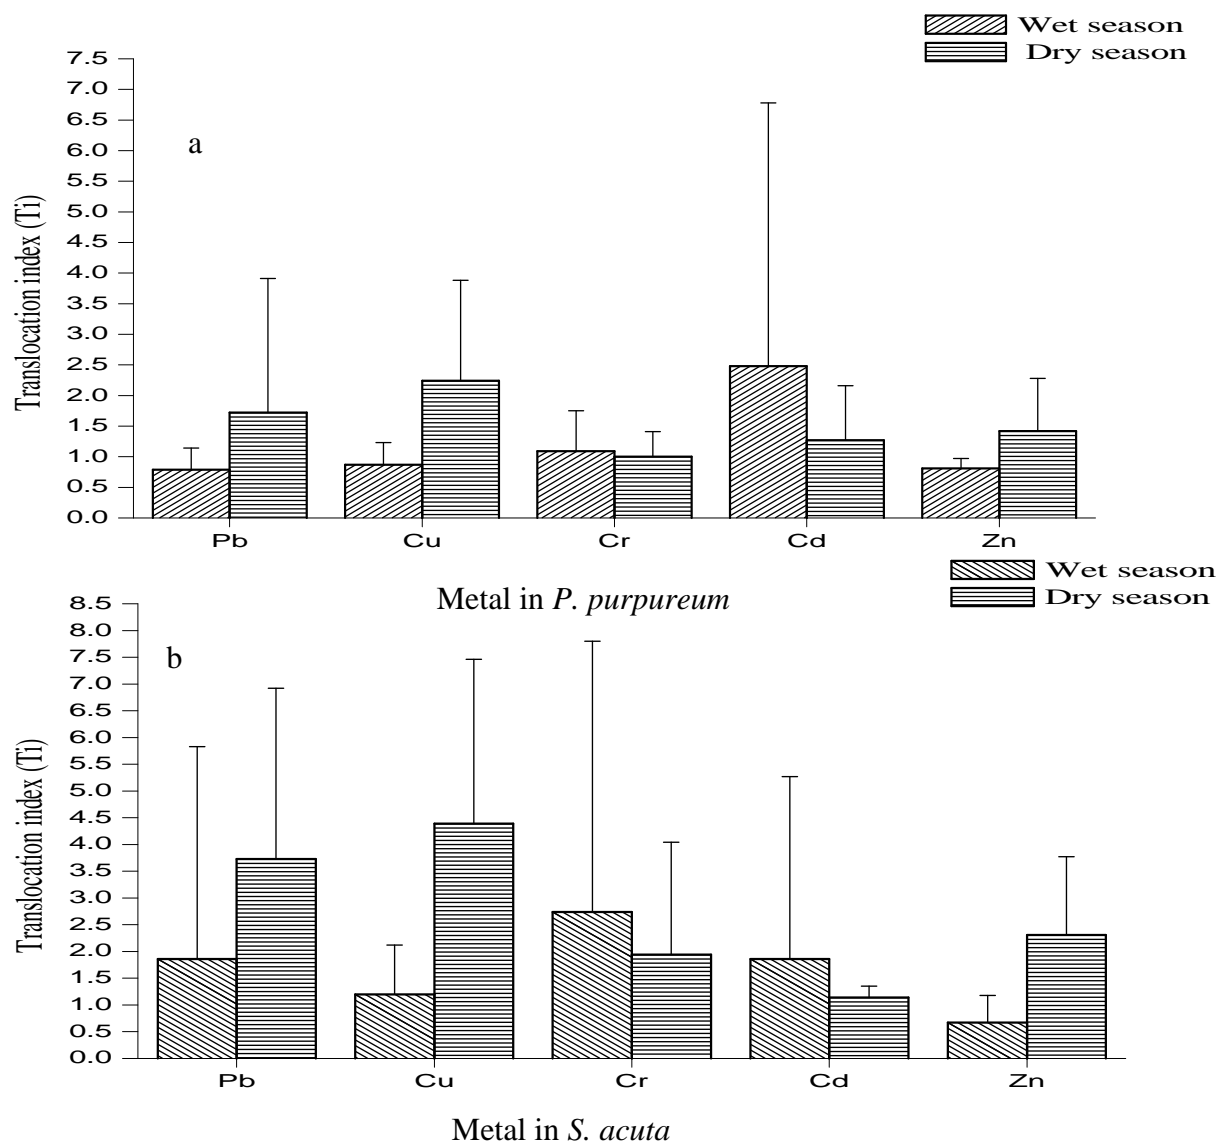 Wet season
Dry season
7.5
7.0
6.5
6.0
5.5
5.0
4.5
4.0
3.5
3.0
2.5
2.0
1.5
1.0
0.5
0.0
Translocation index (Ti)
a
Pb Cu Cr Cd Zn
Metal in P. purpureum
Wet season
Dry season
8.5
8.0
7.5
7.0
6.5
6.0
5.5
5.0
4.5
4.0
3.5
3.0
2.5
2.0
1.5
1.0
0.5
0.0
Translocation index (Ti)
b
Pb Cu Cr Cd Zn
Metal in S. acuta